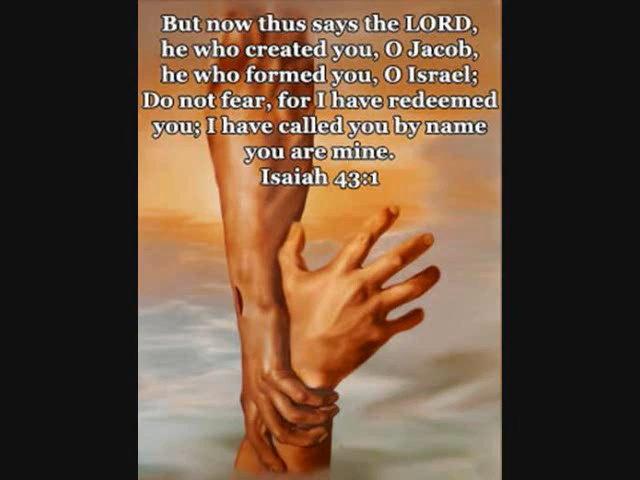 But now thus says the LORD,
he who created you, O Jacob,
he who formed you, O Israel;
Do not fear, for I have redeemed
you; I have called you by name
you are mine.
Isaiah 43:1